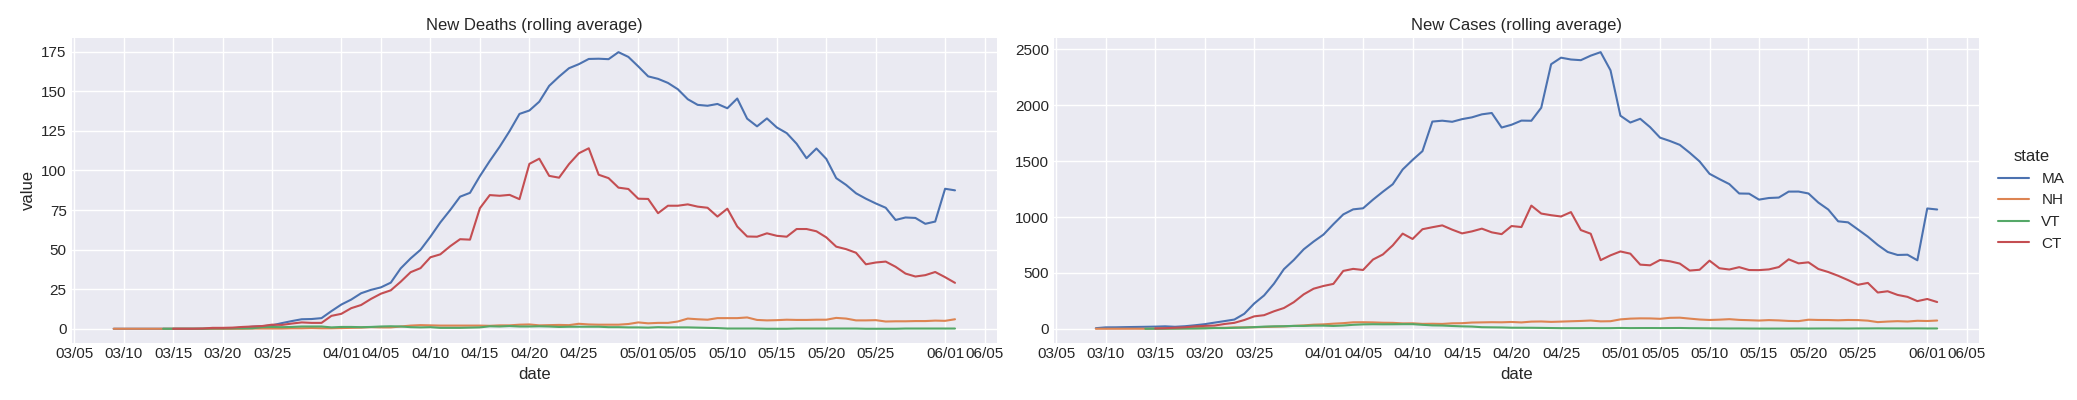 New Deaths (rolling average)
value
175
150
125
100
75
50
25
0
03/05 03/10 03/15 03/20 03/25 04/01 04/05 04/10 04/15 04/20 04/25 05/01 05/05 05/10 05/15 05/20 05/25 06/01 06/05
date
New Cases (rolling average)
2500
2000
1500
1000
500
0
03/05 03/10 03/15 03/20 03/25 04/01 04/05 04/10 04/15 04/20 04/25 05/01 05/05 05/10 05/15 05/20 05/25 06/01 06/05
date
state
MA
NH
VT
CT